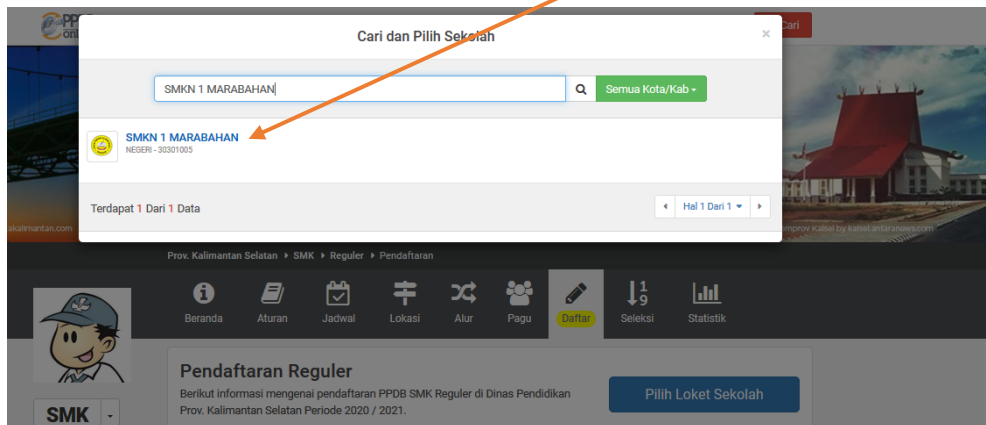 Cari
Cari dan Pilih Sekolah ×
SMKN 1 MARABAHAN
Semua Kota/Kab
SMKN 1 MARABAHAN
NEGERI - 30301005
Terdapat 1 Dari 1 Data
Hal 1 Dari 1
Prov. Kalimantan Selatan SMK Reguler Pendaftaran
Beranda Aturan Jadwal Lokasi Alur Pagu Daftar Seleksi Statistik
Pendaftaran Reguler
Berikut informasi mengenai pendaftaran PPDB SMK Reguler di Dinas Pendidikan
Prov. Kalimantan Selatan Periode 2020 / 2021.
Pilih Loket Sekolah
SMK